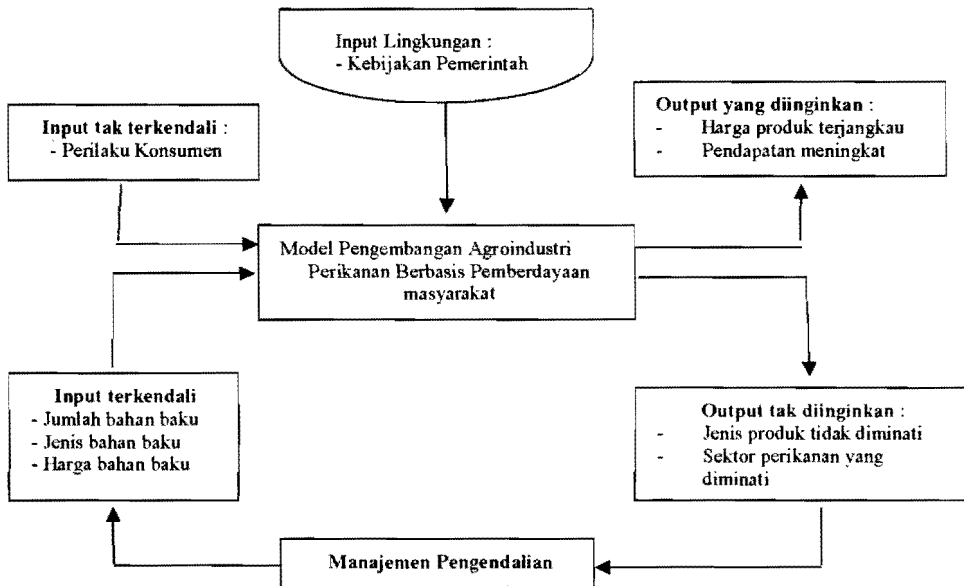 Input Lingkungan :
- Kebijakan Pemerintah
Input tak terkendali :
- Perilaku Konsumen
Output yang diinginkan :
- Harga produk terjangkau
- Pendapatan meningkat
Model Pengembangan Agroindustri
Perikanan Berbasis Pemberdayaan
masyarakat
Input terkendali
- Jumlah bahan baku
- Jenis bahan baku
- Harga bahan baku
Output tak diinginkan :
- Jenis produk tidak diminati
- Sektor perikanan yang
diminati
Manajemen Pengendalian